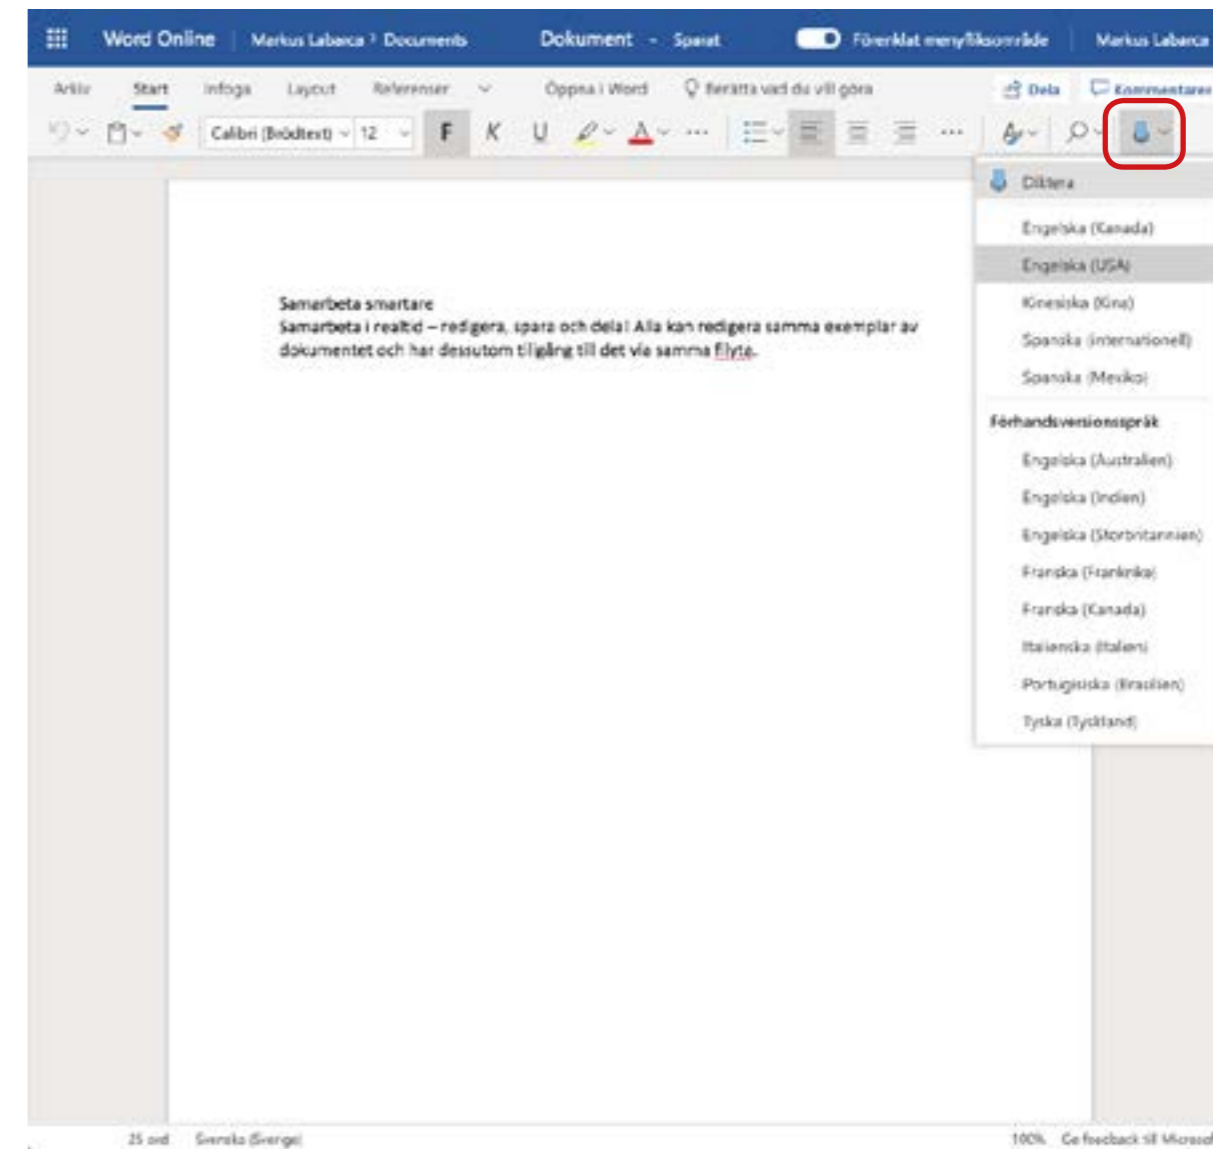 Word Online Markus Labarca > Documents Dokument - Sparat Förenklat menyfliksområde Markus Labarca
Arkiv Start Infoga Layout Referenser Öppna i Word Berätta vad du vill göra Dela Kommentarer
Calibri (Brödtext) 12 F K U A
Diktera
Engelska (Kanada)
Engelska (USA)
Kinesiska (Kina)
Spanska (internationell)
Spanska (Mexiko)
Förhandsversionsspråk
Engelska (Australien)
Engelska (Indien)
Engelska (Storbritannien)
Franska (Frankrike)
Franska (Kanada)
Italienska (Italien)
Portugisiska (Brasilien)
Tyska (Tyskland)
Samarbeta smartare
Samarbeta i realtid – redigera, spara och dela! Alla kan redigera samma exemplar av
dokumentet och har dessutom tillgång till det via samma filyta.
25 ord Svenska (Sverige) 100% Ge feedback till Microsof